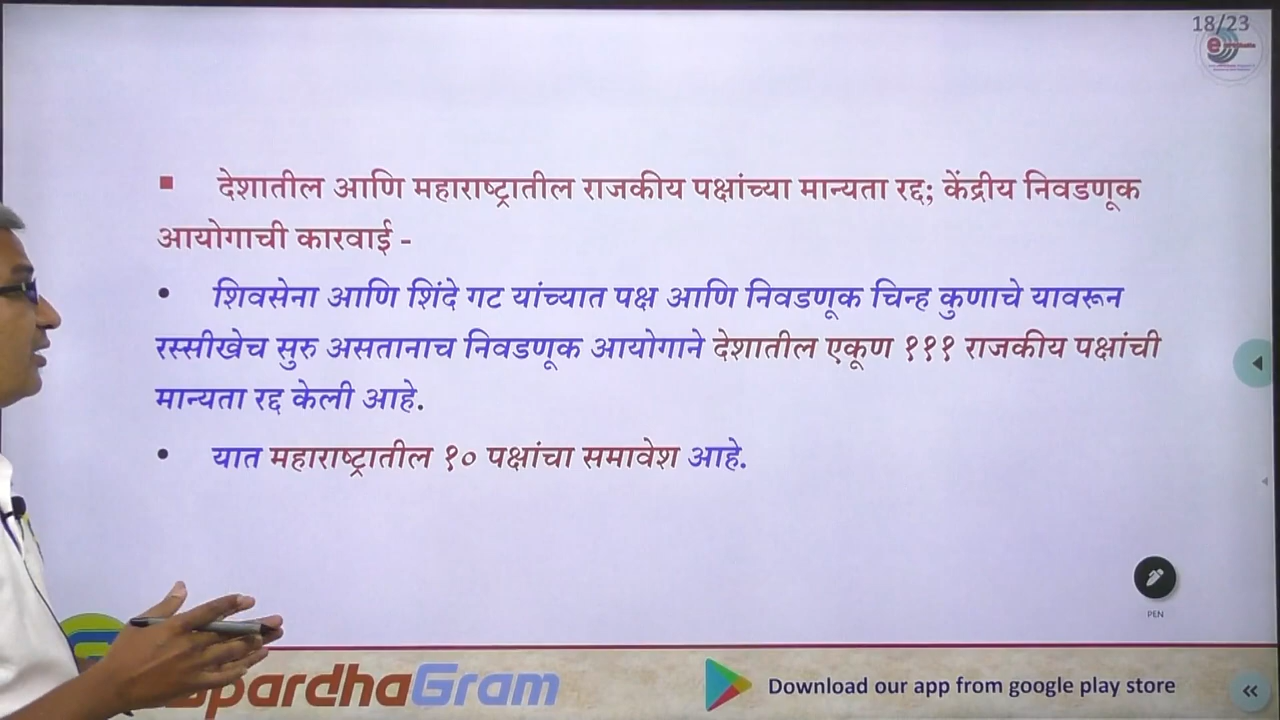 18/23
देशातील आणि महाराष्ट्रातील राजकीय पक्षांच्या मान्यता रद्द; केंद्रीय निवडणूक
आयोगाची कारवाई -
शिवसेना आणि शिंदे गट यांच्यात पक्ष आणि निवडणूक चिन्ह कुणाचे यावरून
रस्सीखेच सुरु असतानाच निवडणूक आयोगाने देशातील एकूण १११ राजकीय पक्षांची
मान्यता रद्द केली आहे.
यात महाराष्ट्रातील १० पक्षांचा समावेश आहे.
PEN
pardhaGram
Download our app from google play store